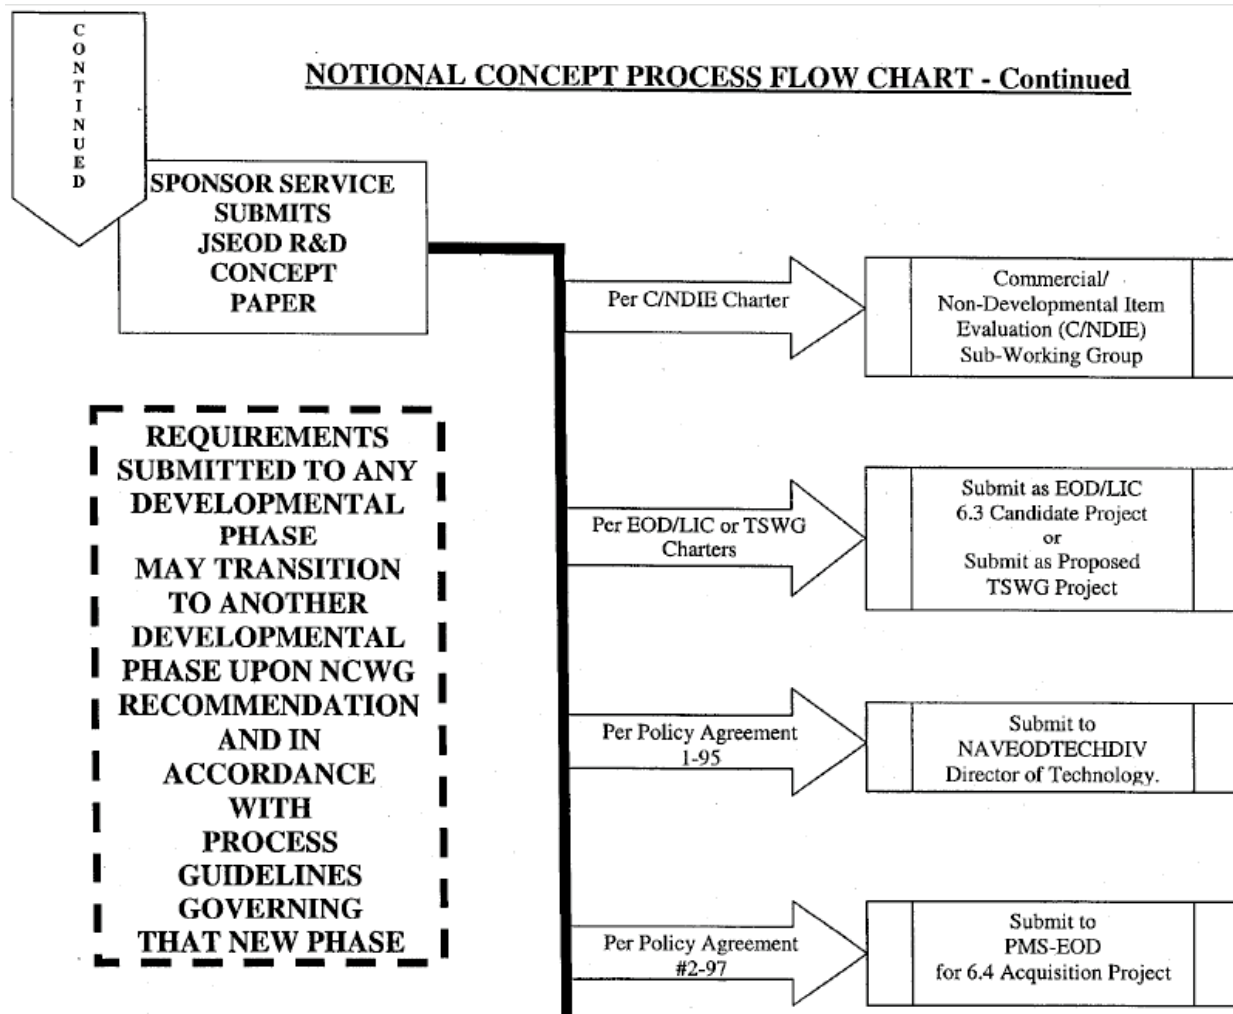 CONTINUED
NOTIONAL CONCEPT PROCESS FLOW CHART - Continued
SPONSOR SERVICE
SUBMITS
JSEOD R&D
CONCEPT
PAPER
Per C/NDIE Charter
Commercial/
Non-Developmental Item
Evaluation (C/NDIE)
Sub-Working Group
REQUIREMENTS
SUBMITTED TO ANY
DEVELOPMENTAL
PHASE
MAY TRANSITION
TO ANOTHER
DEVELOPMENTAL
PHASE UPON NCWG
RECOMMENDATION
AND IN
ACCORDANCE
WITH
PROCESS
GUIDELINES
GOVERNING
THAT NEW PHASE
Per EOD/LIC or TSWG
Charters
Submit as EOD/LIC
6.3 Candidate Project
or
Submit as Proposed
TSWG Project
Per Policy Agreement
1-95
Submit to
NAVEODTECHDIV
Director of Technology.
Per Policy Agreement
#2-97
Submit to
PMS-EOD
for 6.4 Acquisition Project